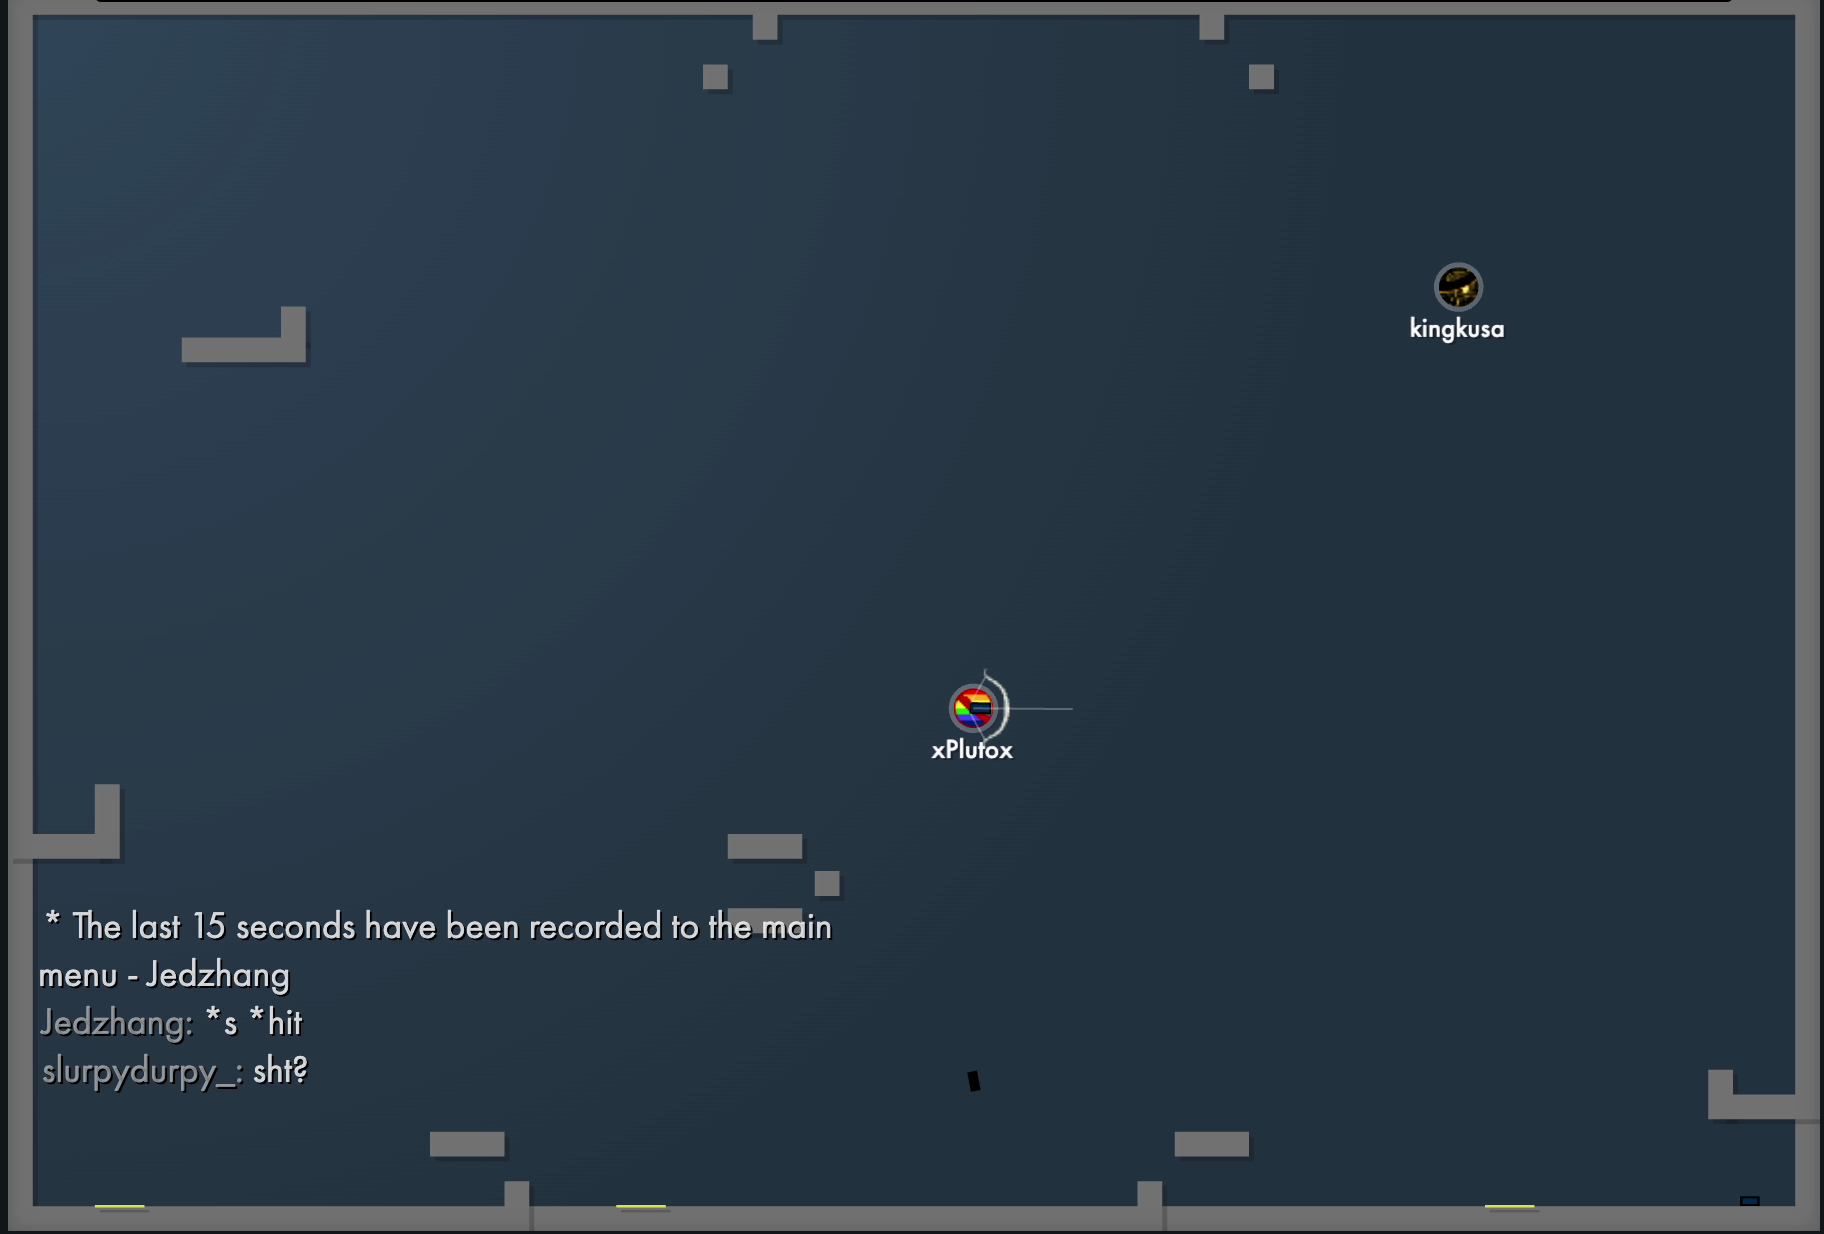 kingkusa
xPlutox
* The last 15 seconds have been recorded to the main
menu - Jedzhang
Jedzhang: *s *hit
slurpydurpy_: sht?